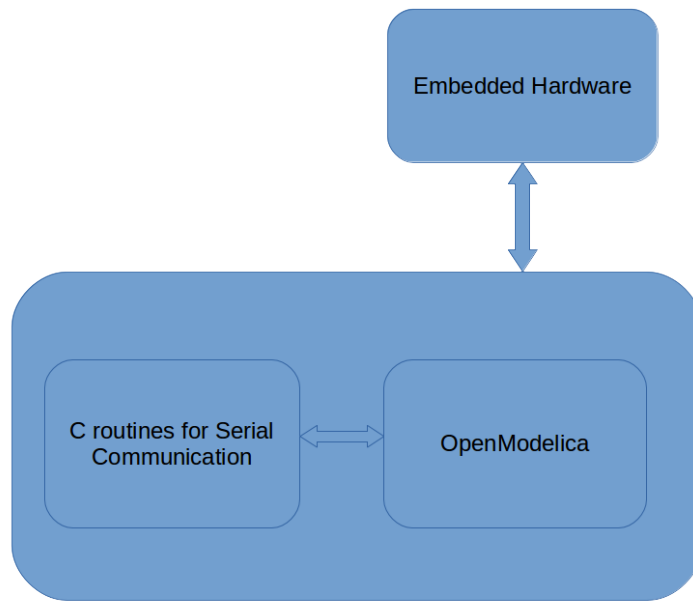 Embedded Hardware
C routines for Serial
Communication
OpenModelica